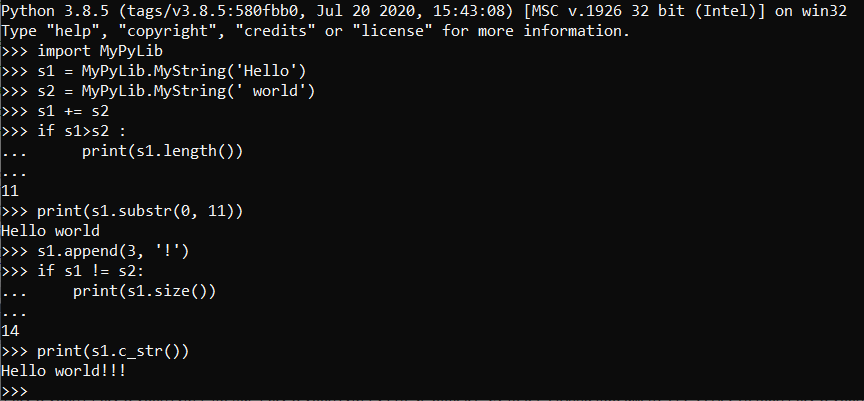 Python 3.8.5 (tags/v3.8.5:580fbb0, Jul 20 2020, 15:43:08) [MSC v.1926 32 bit (Intel)] on win32
Type "help", "copyright", "credits" or "license" for more information.
>>> import MyPyLib
>>> s1 = MyPyLib.MyString('Hello')
>>> s2 = MyPyLib.MyString(' world')
>>> s1 += s2
>>> if s1>s2 :
...      print(s1.length())
...
11
>>> print(s1.substr(0, 11))
Hello world
>>> s1.append(3, '!')
>>> if s1 != s2:
...     print(s1.size())
...
14
>>> print(s1.c_str())
Hello world!!!
>>>